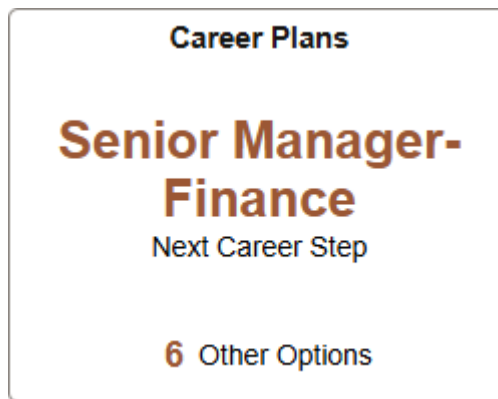 Career Plans
Senior Manager-
Finance
Next Career Step
6 Other Options